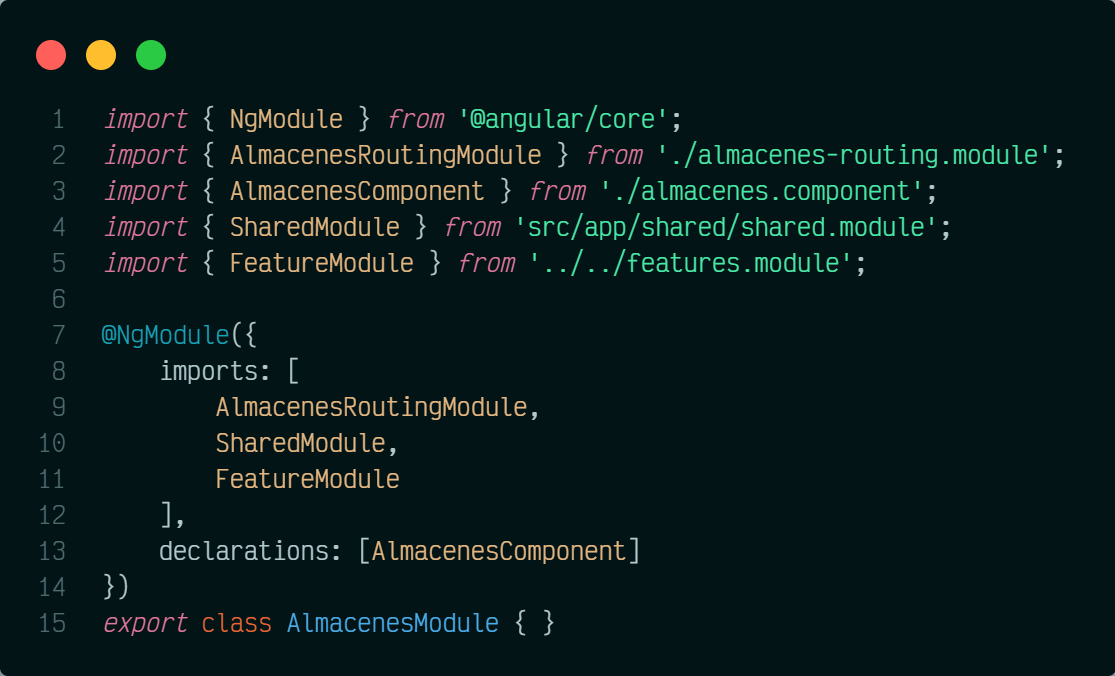 1 import { NgModule } from '@angular/core';
2 import { AlmacenesRoutingModule } from './almacenes-routing.module';
3 import { AlmacenesComponent } from './almacenes.component';
4 import { SharedModule } from 'src/app/shared/shared.module';
5 import { FeatureModule } from '../../features.module';
6
7 @NgModule({
8     imports: [
9         AlmacenesRoutingModule,
10         SharedModule,
11         FeatureModule
12     ],
13     declarations: [AlmacenesComponent]
14 })
15 export class AlmacenesModule { }